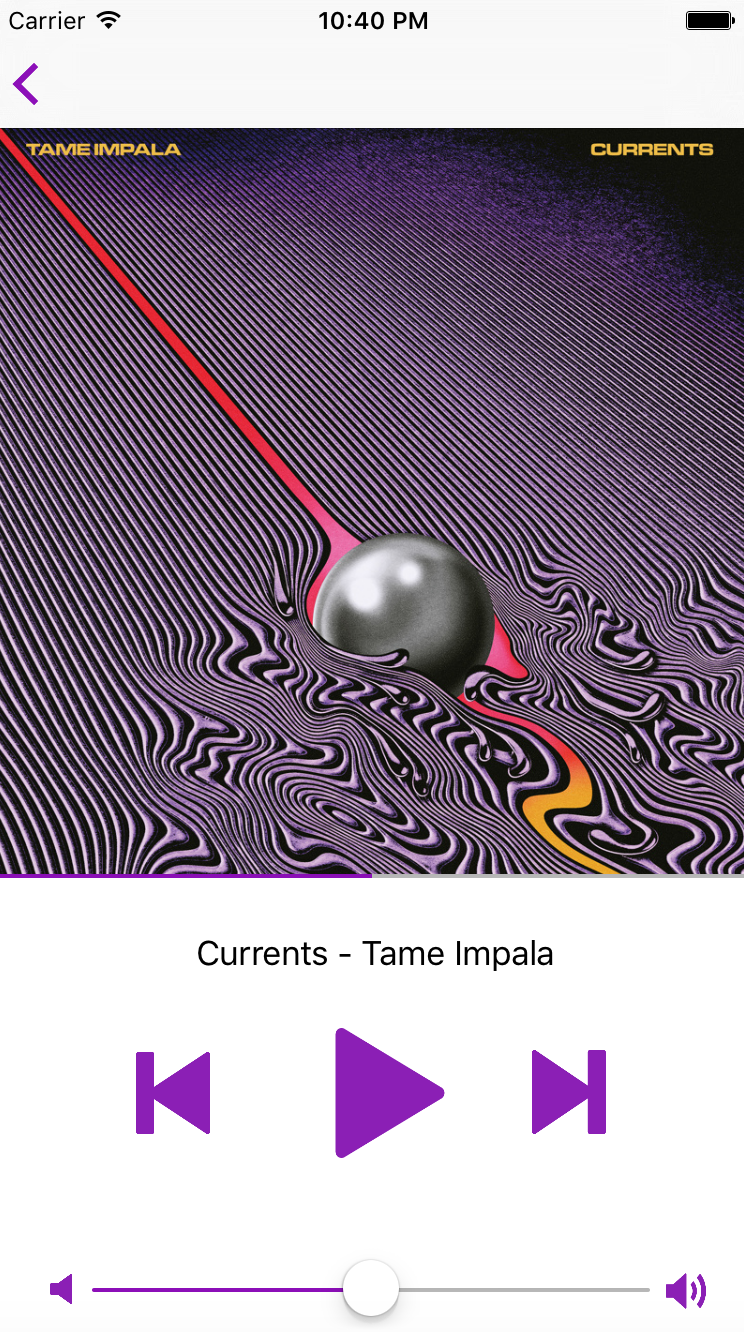 Carrier 10:40 PM
TAME IMPALA CURRENTS
Currents - Tame Impala